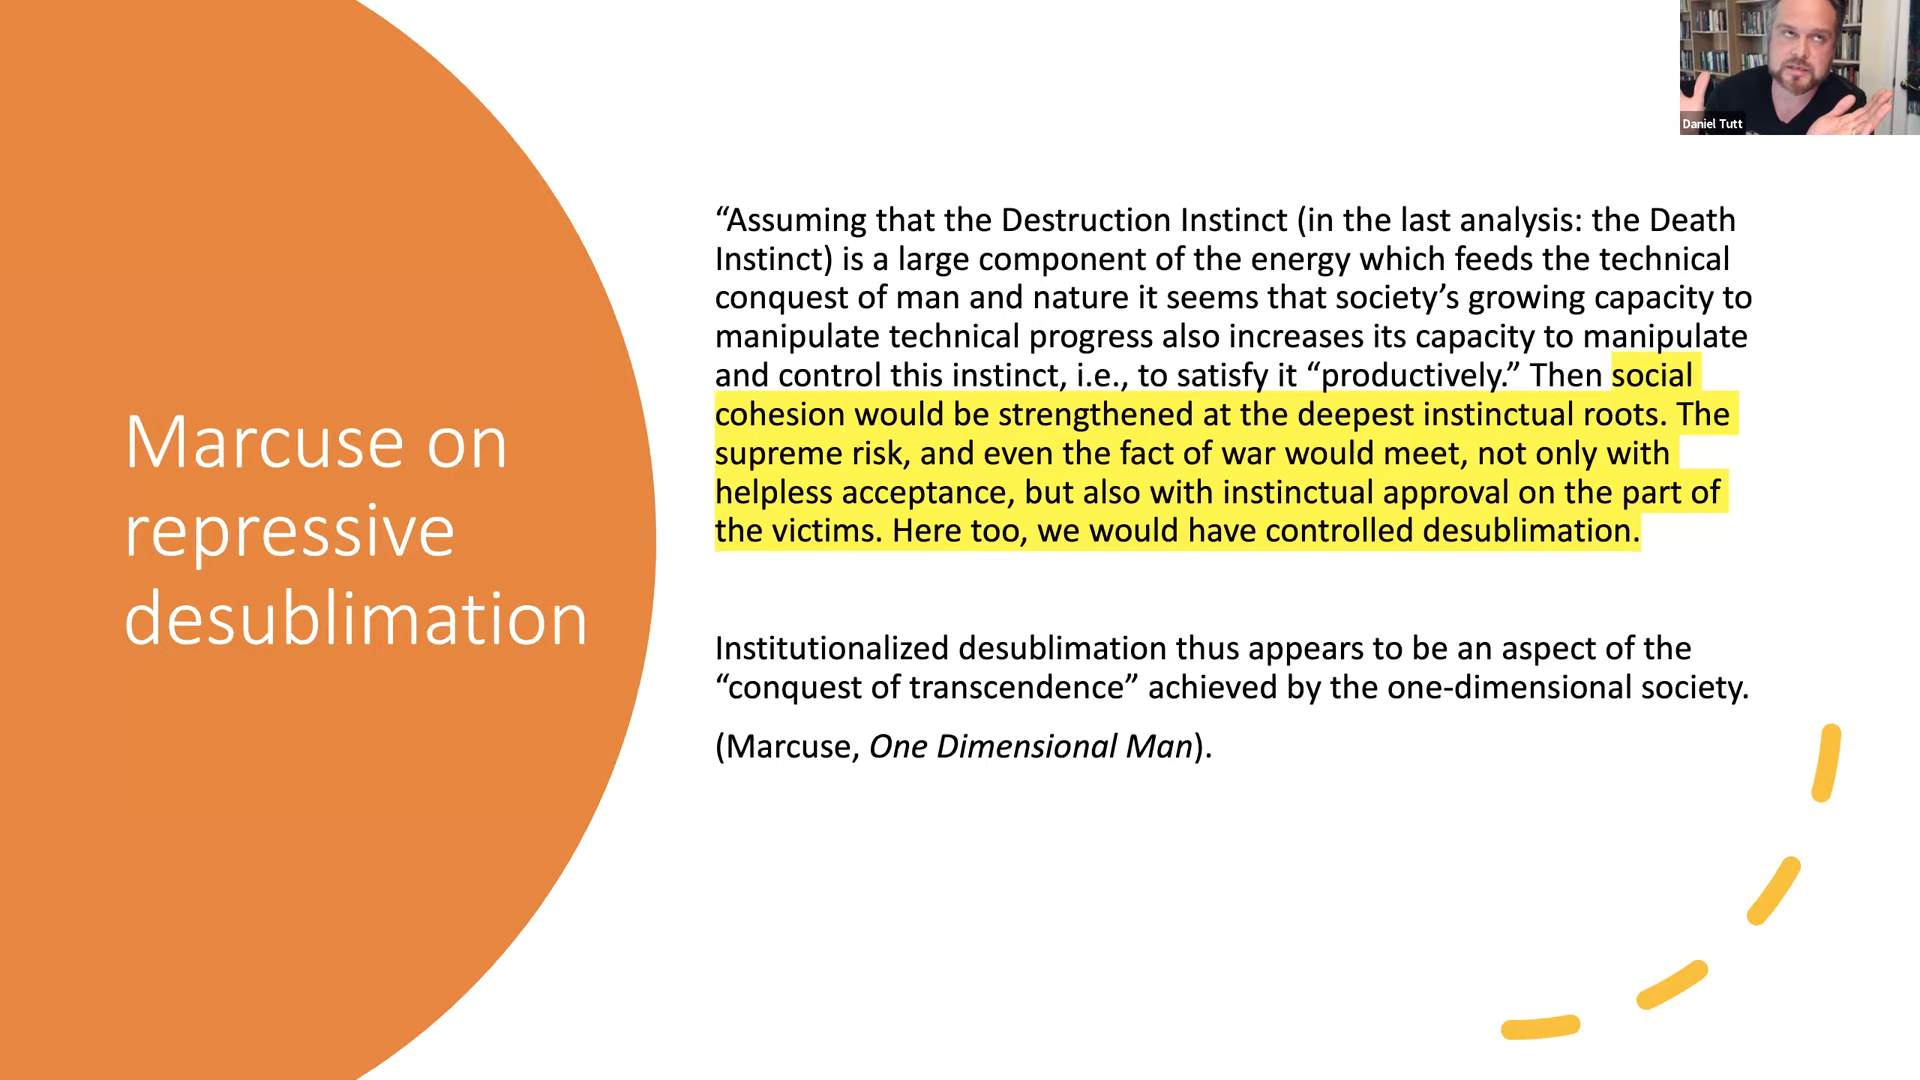 Daniel Tutt
Marcuse on
repressive
desublimation
“Assuming that the Destruction Instinct (in the last analysis: the Death
Instinct) is a large component of the energy which feeds the technical
conquest of man and nature it seems that society’s growing capacity to
manipulate technical progress also increases its capacity to manipulate
and control this instinct, i.e., to satisfy it “productively.” Then social
cohesion would be strengthened at the deepest instinctual roots. The
supreme risk, and even the fact of war would meet, not only with
helpless acceptance, but also with instinctual approval on the part of
the victims. Here too, we would have controlled desublimation.
Institutionalized desublimation thus appears to be an aspect of the
“conquest of transcendence” achieved by the one-dimensional society.
(Marcuse, One Dimensional Man).